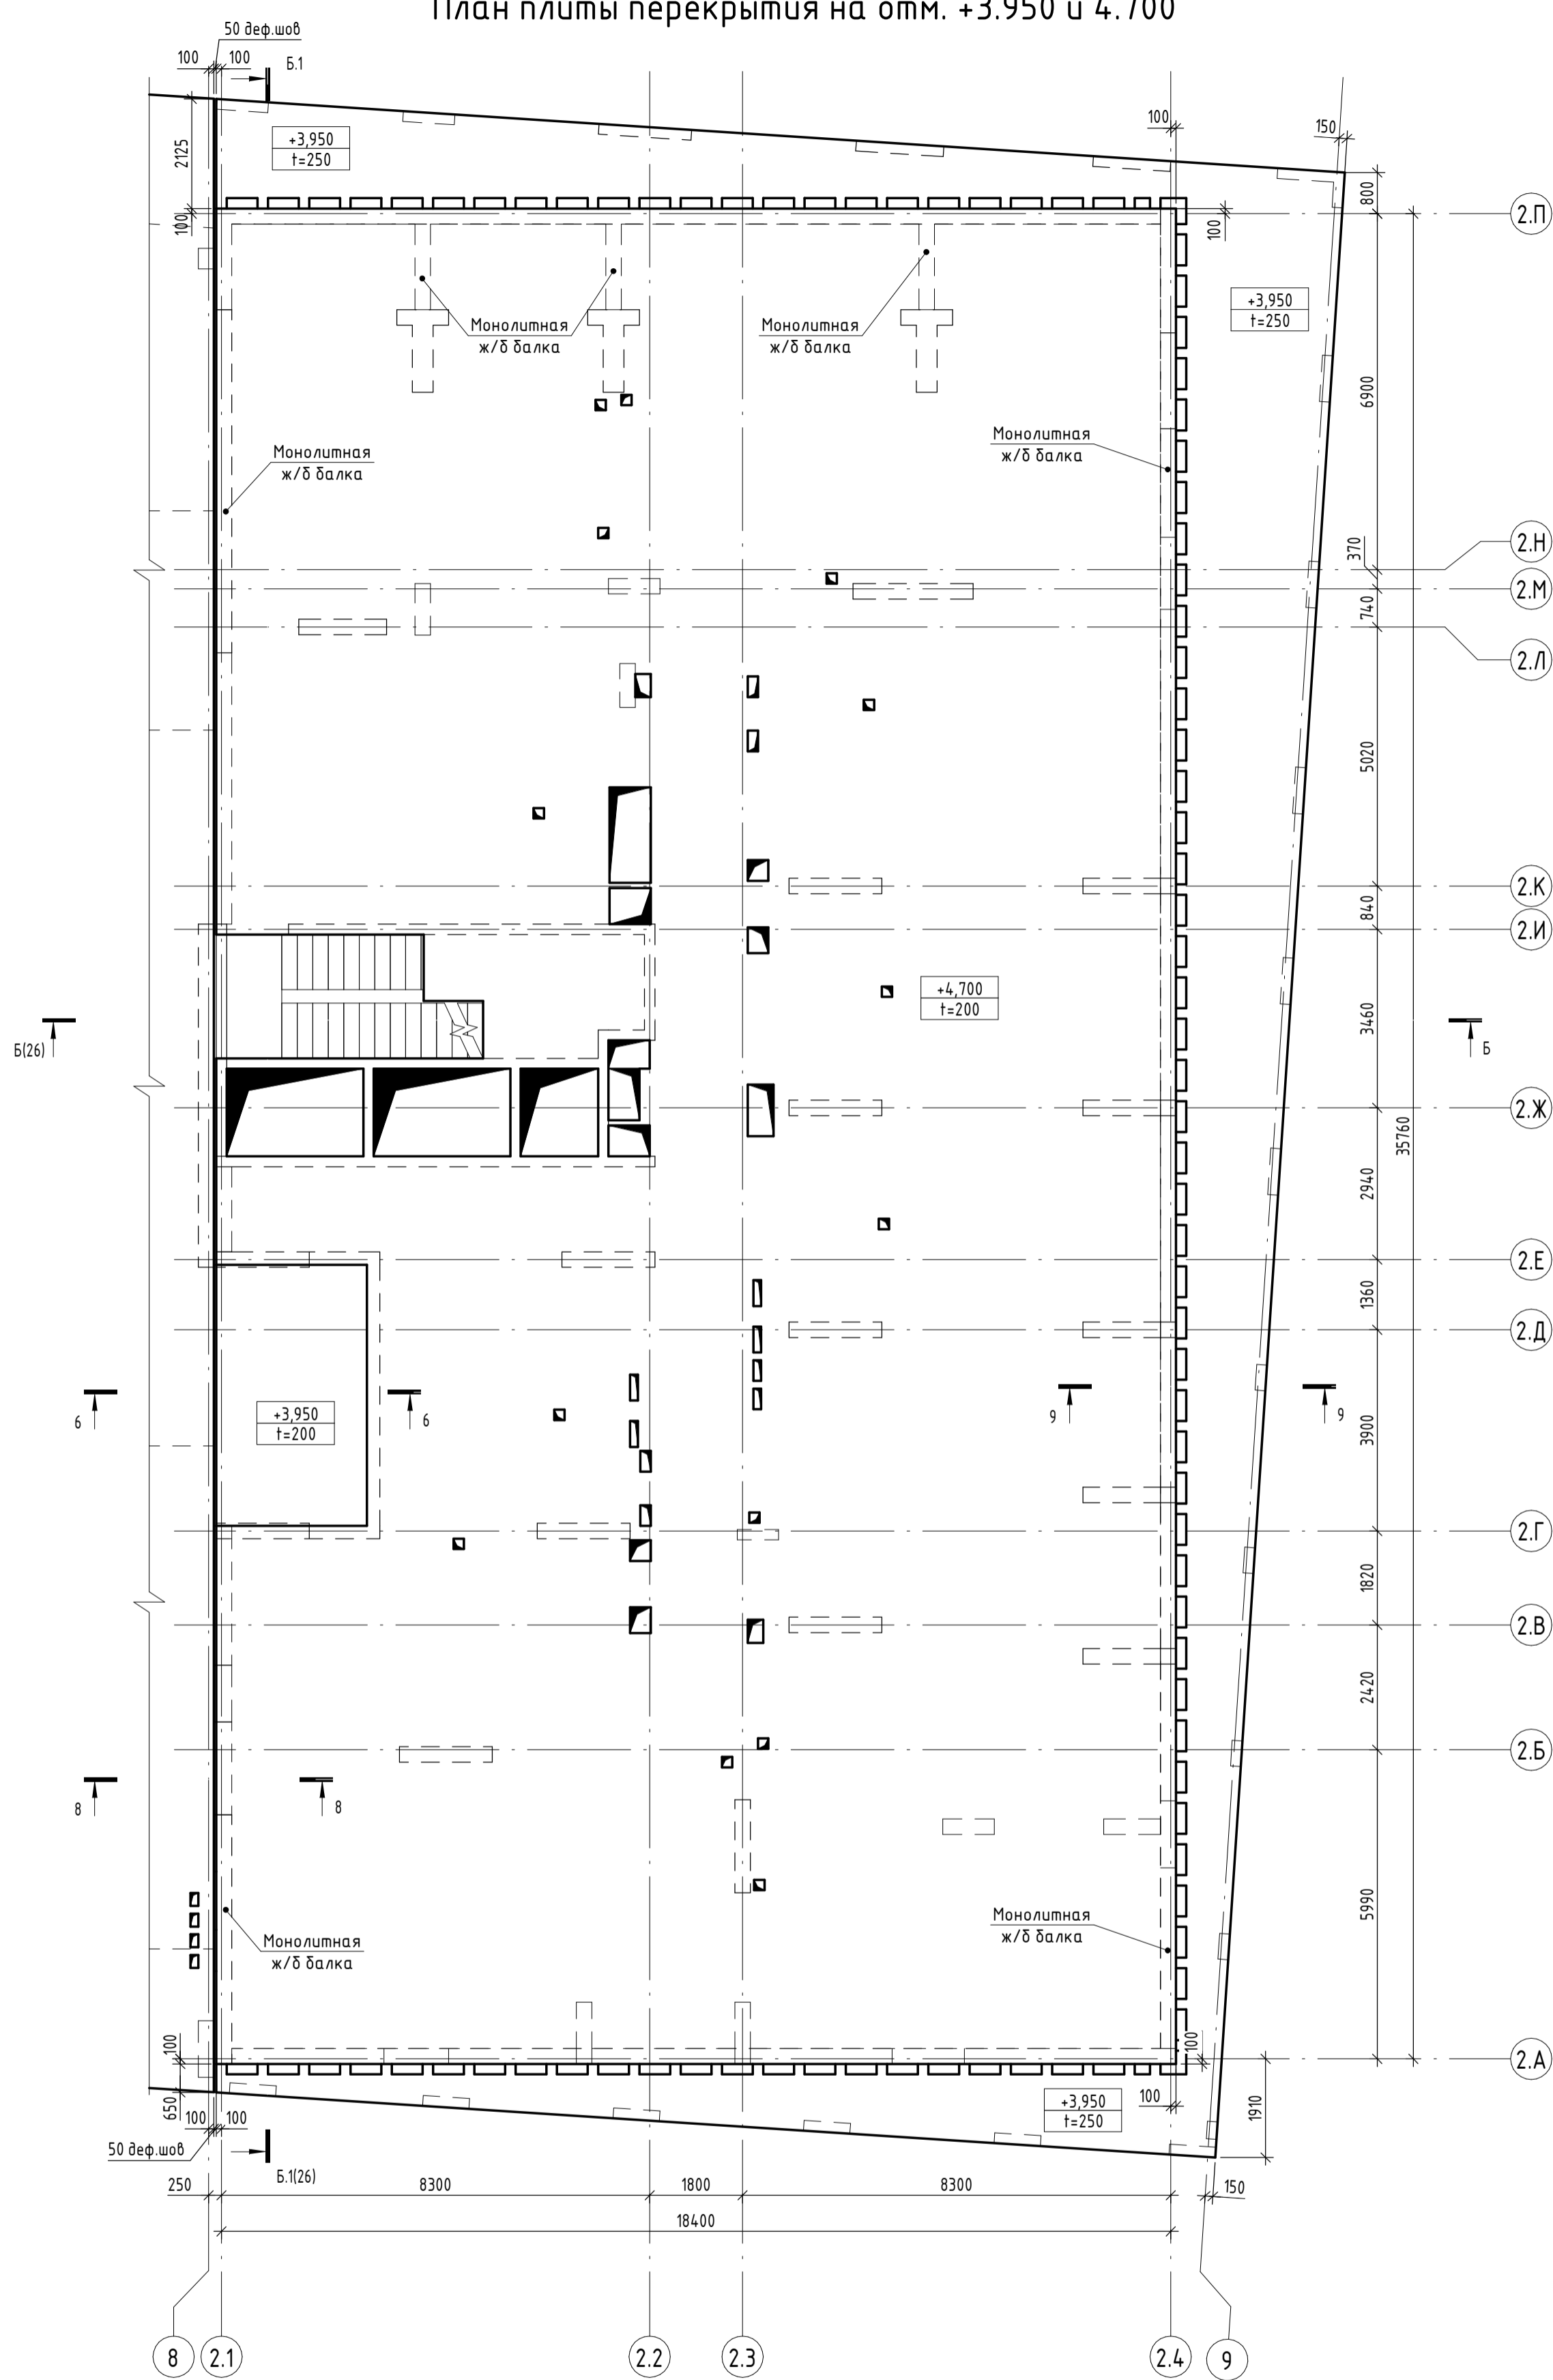 План плиты перекрытия на отм. +3.950 и 4.700
50 деф.шов
100
100
Б.1
2125
100
+3,950
t=250
100
150
800
2.П
100
+3,950
t=250
Монолитная
ж/б балка
Монолитная
ж/б балка
6900
Монолитная
ж/б балка
Монолитная
ж/б балка
370
2.Н
2.М
740
2.Л
5020
2.К
840
2.И
+4,700
t=200
3460
Б(26)
Б
2.Ж
35760
2940
2.Е
1360
2.Д
6
6
9
9
+3,950
t=200
3900
2.Г
1820
2.В
2420
2.Б
8
8
5990
Монолитная
ж/б балка
Монолитная
ж/б балка
100
100
2.А
650
100
100
+3,950
t=250
100
1910
50 деф.шов
Б.1(26)
250
8300
1800
8300
150
18400
8
2.1
2.2
2.3
2.4
9